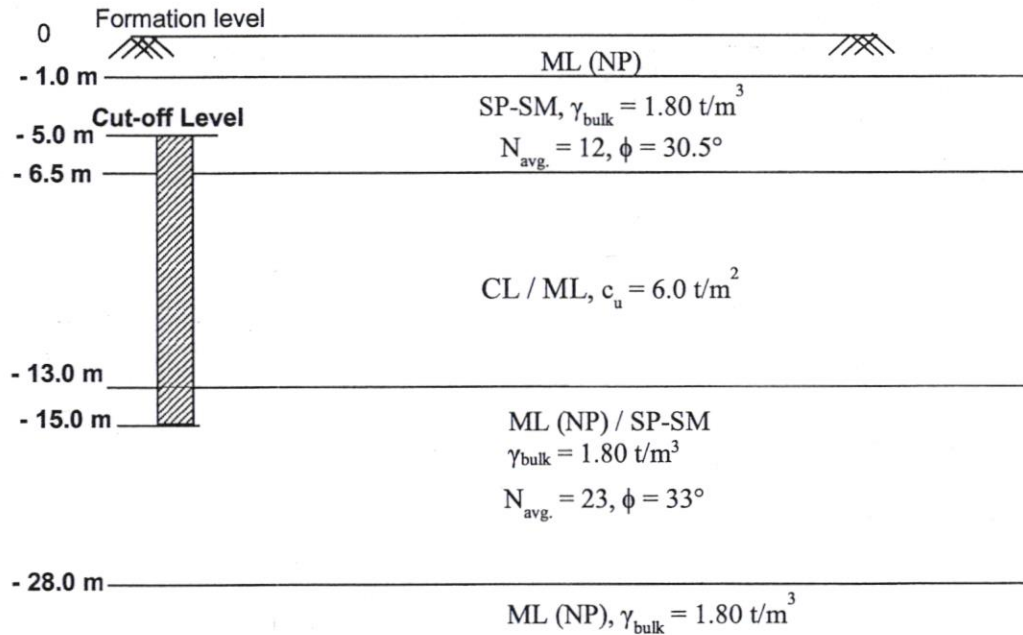 Formation level
0
ML (NP)
- 1.0 m
SP-SM, γbulk = 1.80 t/m³
Cut-off Level
- 5.0 m
Navg. = 12, ϕ = 30.5°
- 6.5 m
CL / ML, cu = 6.0 t/m²
- 13.0 m
- 15.0 m
ML (NP) / SP-SM
γbulk = 1.80 t/m³
Navg. = 23, ϕ = 33°
- 28.0 m
ML (NP), γbulk = 1.80 t/m³